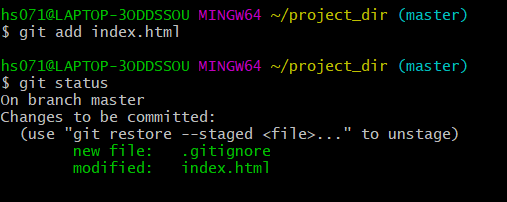 hs071@LAPTOP-3ODDSSOU MINGW64 ~/project_dir (master)
$ git add index.html
hs071@LAPTOP-3ODDSSOU MINGW64 ~/project_dir (master)
$ git status
On branch master
Changes to be committed:
  (use "git restore --staged <file>..." to unstage)
        new file:   .gitignore
        modified:   index.html